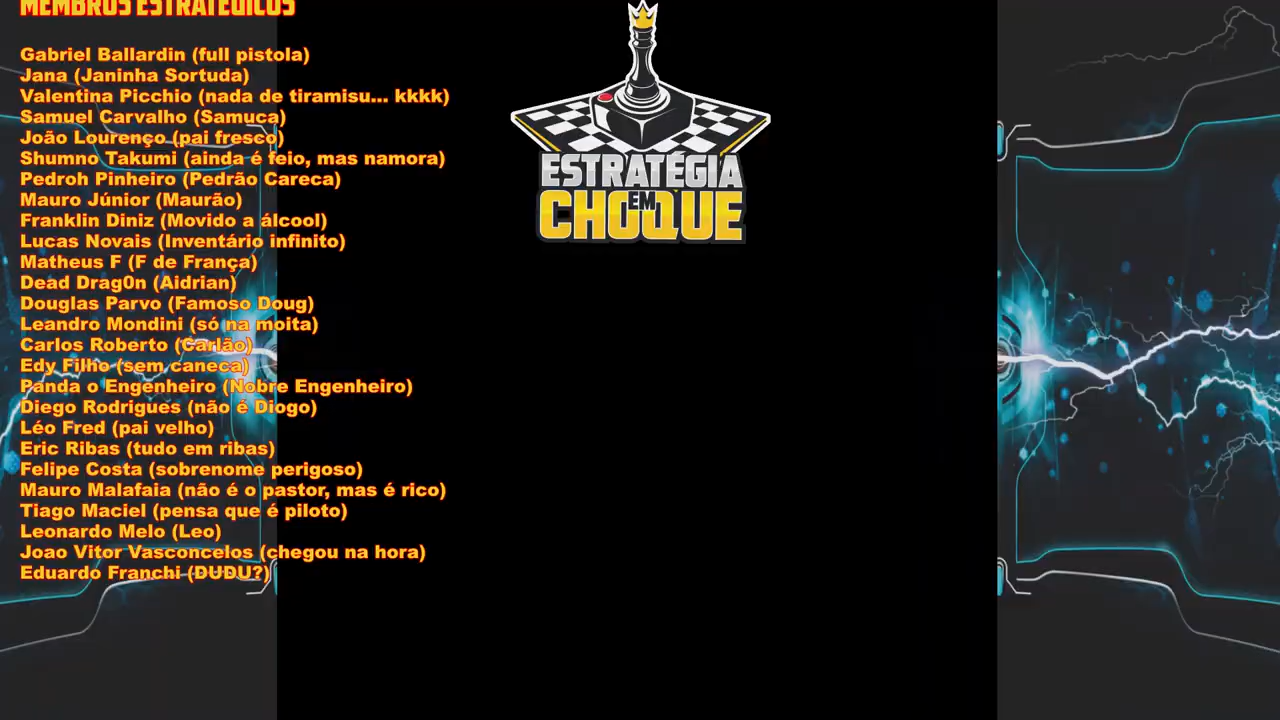 MEMBROS ESTRATÉGICOS
Gabriel Ballardin (full pistola)
Jana (Janinha Sortuda)
Valentina Picchio (nada de tiramisu... kkkk)
Samuel Carvalho (Samuca)
João Lourenço (pai fresco)
Shumno Takumi (ainda é feio, mas namora)
Pedroh Pinheiro (Pedrão Careca)
Mauro Júnior (Maurão)
Franklin Diniz (Movido a álcool)
Lucas Novais (Inventário infinito)
Matheus F (F de França)
Dead Drag0n (Aidrian)
Douglas Parvo (Famoso Doug)
Leandro Mondini (só na moita)
Carlos Roberto (Carlão)
Edy Filho (sem caneca)
Panda o Engenheiro (Nobre Engenheiro)
Diego Rodrigues (não é Diogo)
Léo Fred (pai velho)
Eric Ribas (tudo em ribas)
Felipe Costa (sobrenome perigoso)
Mauro Malafaia (não é o pastor, mas é rico)
Tiago Maciel (pensa que é piloto)
Leonardo Melo (Leo)
Joao Vitor Vasconcelos (chegou na hora)
Eduardo Franchi (DUDU?)
ESTRATÉGIA
EM
CHOQUE